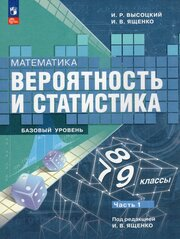 И. Р. ВЫСОЦКИЙ
И. В. ЯЩЕНКО
МАТЕМАТИКА
ВЕРОЯТНОСТЬ
И СТАТИСТИКА
БАЗОВЫЙ УРОВЕНЬ
7 8 9 КЛАССЫ
Часть 1
Под редакцией
И. В. ЯЩЕНКО